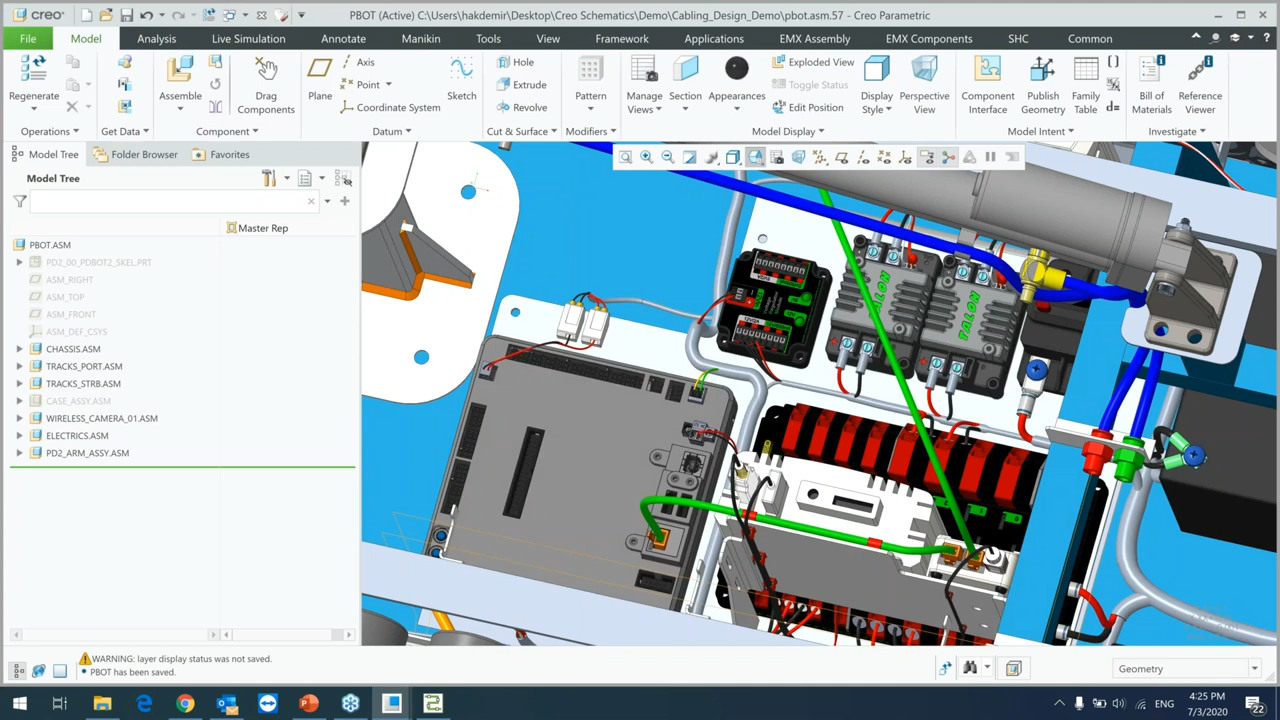 creo
PBOT (Active) C:\Users\hakdemir\Desktop\Creo Schematics\Demo\Cabling_Design_Demo\pbot.asm.57 - Creo Parametric
File Model Analysis Live Simulation Annotate Manikin Tools View Framework Applications EMX Assembly EMX Components SHC Common
Regenerate
Assemble
Drag Components
Plane
Axis
Point
Coordinate System
Sketch
Hole
Extrude
Revolve
Pattern
Manage Views
Section
Appearances
Exploded View
Toggle Status
Edit Position
Display Style
Perspective View
Component Interface
Publish Geometry
Family Table
Bill of Materials
Reference Viewer
Operations Get Data Component Datum Cut & Surface Modifiers Model Display Model Intent Investigate
Model Tree Folder Browser Favorites
Model Tree
Master Rep
PBOT.ASM
PD2_00_PDBOT2_SKEL.PRT
ASM_RIGHT
ASM_TOP
ASM_FRONT
ASM_DEF_CSYS
CHASSIS.ASM
TRACKS_PORT.ASM
TRACKS_STRB.ASM
CASE_ASSY.ASM
WIRELESS_CAMERA_01.ASM
ELECTRICS.ASM
PD2_ARM_ASSY.ASM
TALON
TALON
WARNING: layer display status was not saved.
PBOT has been saved.
Geometry
ENG
4:25 PM
7/3/2020
22